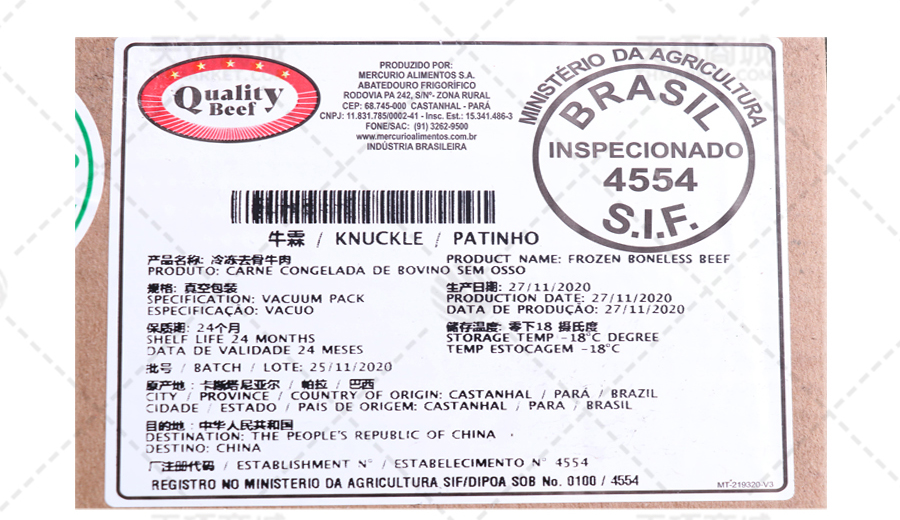 Quality
Beef
PRODUZIDO POR:
MERCURIO ALIMENTOS S.A.
ABATEDOURO FRIGORÍFICO
RODOVIA PA 242, S/Nº- ZONA RURAL
CEP: 68.745-000 CASTANHAL - PARÁ
CNPJ: 11.831.785/0002-41 - Insc. Est.: 15.341.486-3
FONE/SAC: (91) 3262-9500
www.mercurioalimentos.com.br
INDÚSTRIA BRASILEIRA
MINISTÉRIO DA AGRICULTURA
BRASIL
INSPECIONADO
4554
S.I.F.
牛霖 / KNUCKLE / PATINHO
产品名称: 冷冻去骨牛肉
PRODUTO: CARNE CONGELADA DE BOVINO SEM OSSO
PRODUCT NAME: FROZEN BONELESS BEEF
规格: 真空包装
SPECIFICATION: VACUUM PACK
ESPECIFICAÇÃO: VACUO
生产日期: 27/11/2020
PRODUCTION DATE: 27/11/2020
DATA DE PRODUÇÃO: 27/11/2020
保质期: 24个月
SHELF LIFE 24 MONTHS
DATA DE VALIDADE 24 MESES
储存温度: 零下18 摄氏度
STORAGE TEMP -18°C DEGREE
TEMP ESTOCAGEM -18°C
批号 / BATCH / LOTE: 25/11/2020
原产地: 卡斯塔尼亚尔 / 帕拉 / 巴西
CITY / PROVINCE / COUNTRY OF ORIGIN: CASTANHAL / PARÁ / BRAZIL
CIDADE / ESTADO / PAIS DE ORIGEM: CASTANHAL / PARA / BRASIL
目的地: 中华人民共和国
DESTINATION: THE PEOPLE'S REPUBLIC OF CHINA
DESTINO: CHINA
厂注册代码 / ESTABLISHMENT N° / ESTABELECIMENTO N° 4554
REGISTRO NO MINISTERIO DA AGRICULTURA SIF/DIPOA SOB No. 0100 / 4554
MT-219320-V3